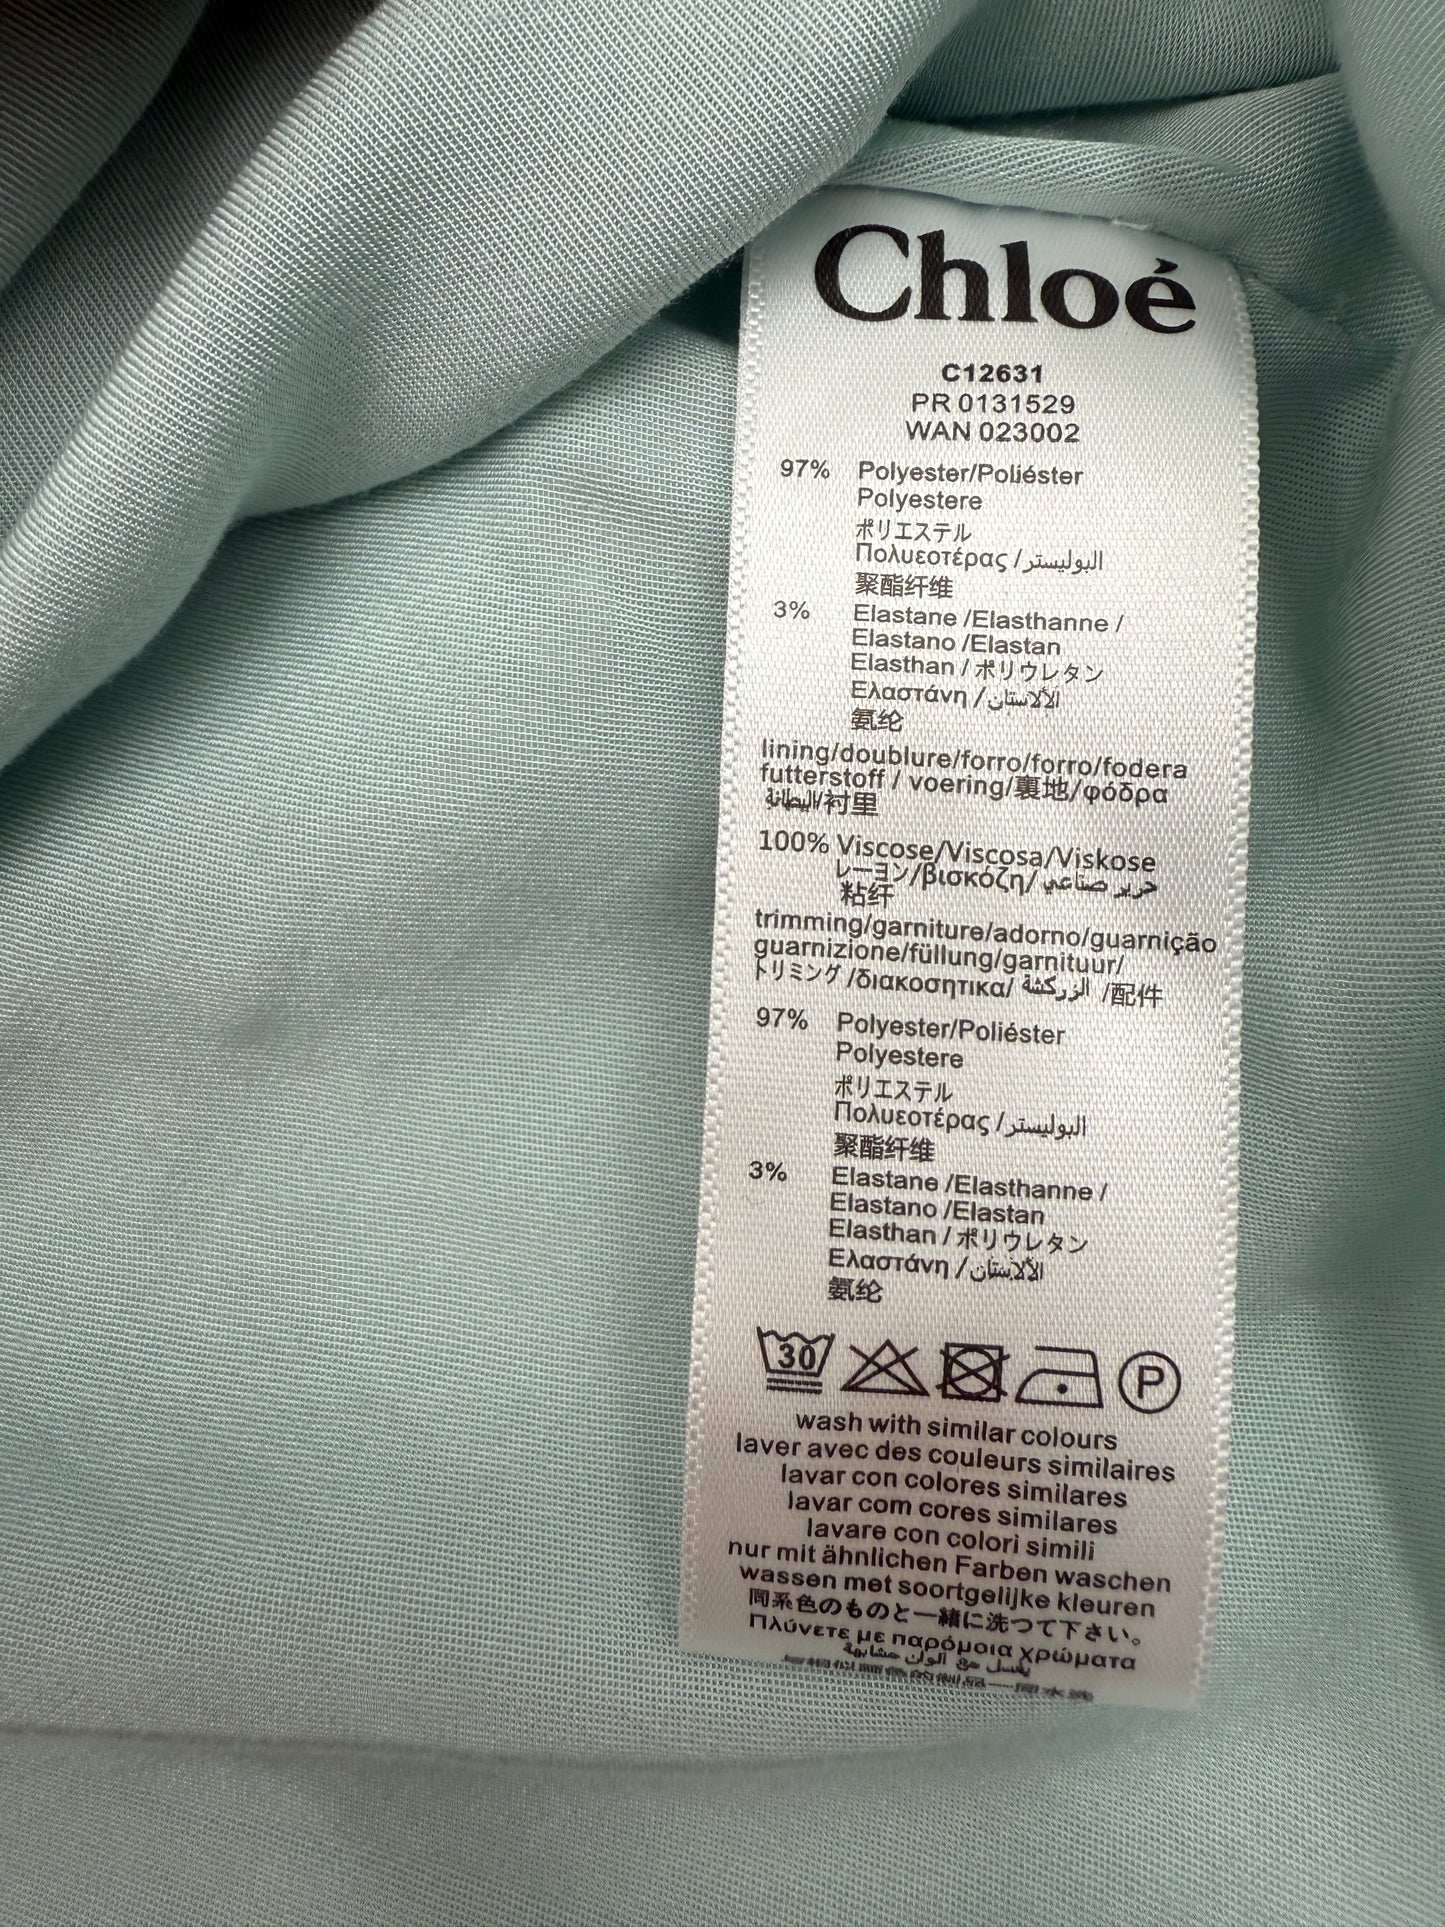 Chloé
C12631
PR 0131529
WAN 023002
97% Polyester/Poliéster
Polyestere
ポリエステル
Πολυεοτέρας /البوليستر
聚酯纤维
3% Elastane /Elasthanne /
Elastano /Elastan
Elasthan / ポリウレタン
Ελαστάνη /الألاستان
氨纶
lining/doublure/forro/forro/fodera
futterstoff / voering/裏地/φόδρα
البطانة/衬里
100% Viscose/Viscosa/Viskose
レーヨン/βισκόζη/ حرير صناعي
粘纤
trimming/garniture/adorno/guarnição
guarnizione/füllung/garnituur/
トリミング /διακοσητικα/ الزركشة /配件
97% Polyester/Poliéster
Polyestere
ポリエステル
Πολυεοτέρας /البوليستر
聚酯纤维
3% Elastane /Elasthanne /
Elastano /Elastan
Elasthan / ポリウレタン
Ελαστάνη /الألاستان
氨纶
30 P
wash with similar colours
laver avec des couleurs similaires
lavar con colores similares
lavar com cores similares
lavare con colori simili
nur mit ähnlichen Farben waschen
wassen met soortgelijke kleuren
同系色のものと一緒に洗つて下さい。
Πλύνετε με παρόμοια χρώματα
يغسل مع ألوان مشابهة